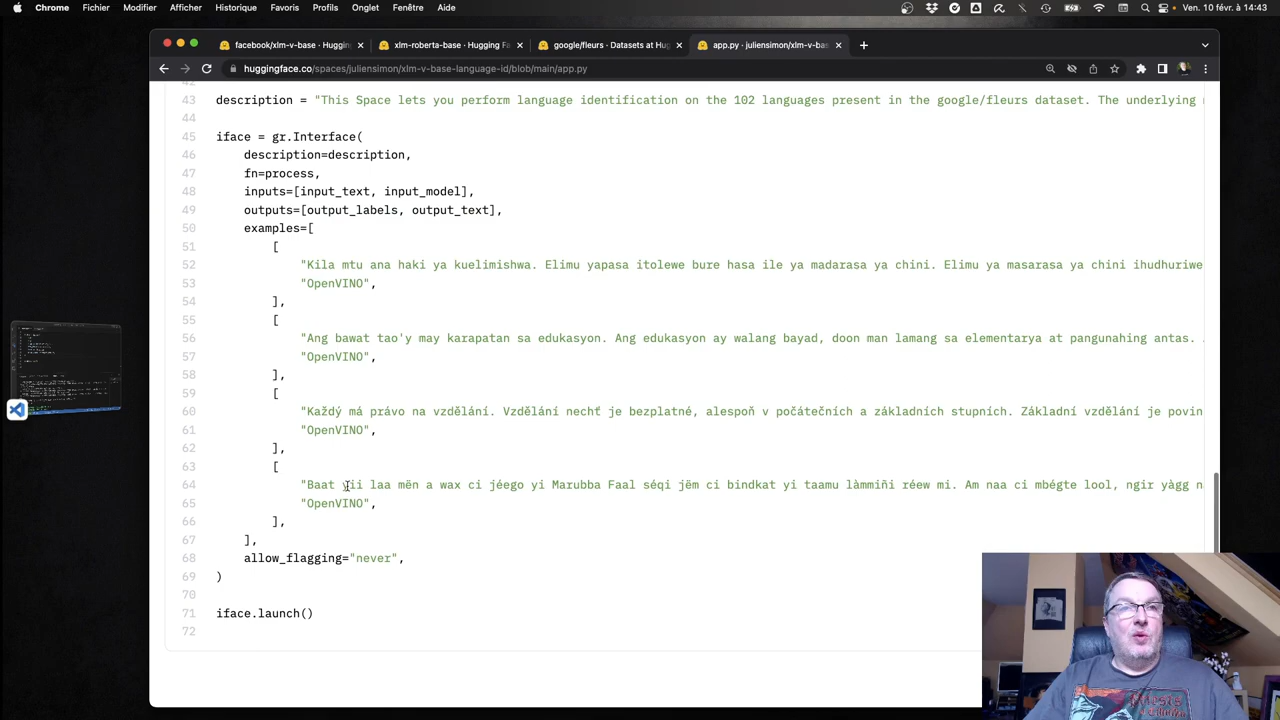 Chrome Fichier Modifier Afficher Historique Favoris Profils Onglet Fenêtre Aide Ven. 10 févr. à 14:43
facebook/xlm-v-base · Hugging xlm-roberta-base · Hugging Fa google/fleurs · Datasets at Hug app.py · juliensimon/xlm-v-bas
huggingface.co/spaces/juliensimon/xlm-v-base-language-id/blob/main/app.py
42
43 description = "This Space lets you perform language identification on the 102 languages present in the google/fleurs dataset. The underlying
44
45 iface = gr.Interface(
46 description=description,
47 fn=process,
48 inputs=[input_text, input_model],
49 outputs=[output_labels, output_text],
50 examples=[
51 [
52 "Kila mtu ana haki ya kuelimishwa. Elimu yapasa itolewe bure hasa ile ya madarasa ya chini. Elimu ya masarasa ya chini ihudhuriwe
53 "OpenVINO",
54 ],
55 [
56 "Ang bawat tao'y may karapatan sa edukasyon. Ang edukasyon ay walang bayad, doon man lamang sa elementarya at pangunahing antas.
57 "OpenVINO",
58 ],
59 [
60 "Každý má právo na vzdělání. Vzdělání nechť je bezplatné, alespoň v počátečních a základních stupních. Základní vzdělání je povin
61 "OpenVINO",
62 ],
63 [
64 "Baat yii laa mën a wax ci jéego yi Marubba Faal séqi jëm ci bindkat yi taamu làmmiñi réew mi. Am naa ci mbégte lool, ngir yàgg n
65 "OpenVINO",
66 ],
67 ],
68 allow_flagging="never",
69 )
70
71 iface.launch()
72